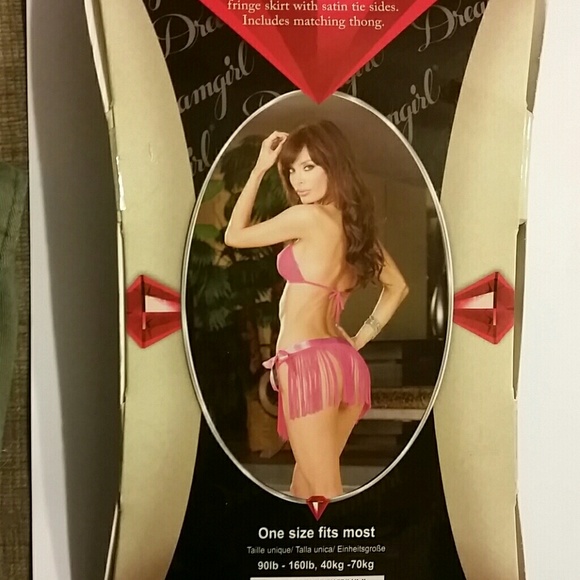 fringe skirt with satin tie sides.
Includes matching thong.
Dreamgirl
One size fits most
Taille unique/ Talla unica/ Einheitsgroße
90lb - 160lb, 40kg -70kg